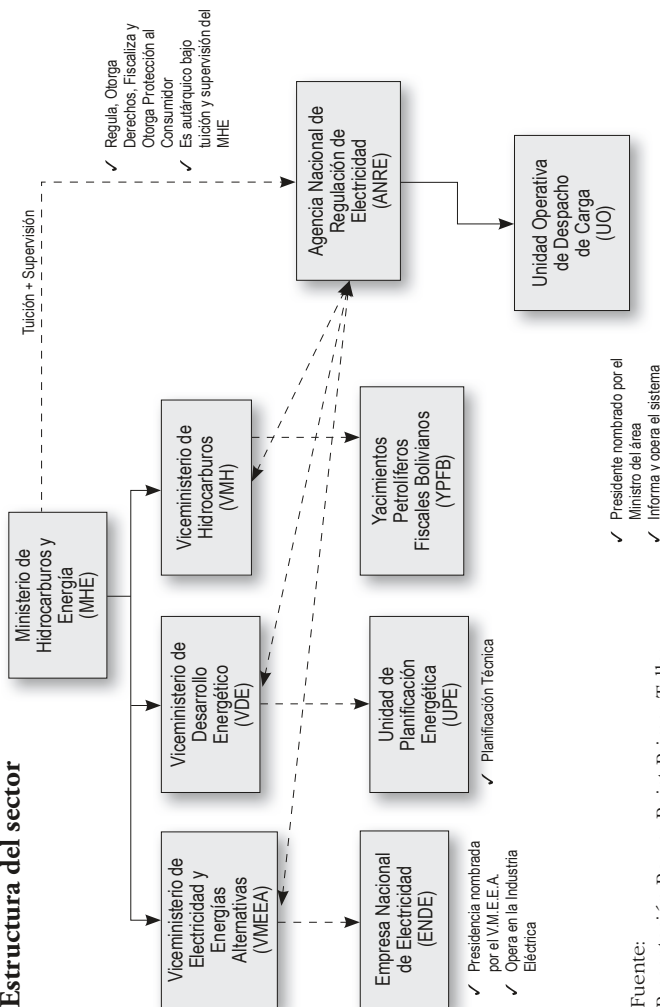 Estructura del sector
Ministerio de
Hidrocarburos y
Energía
(MHE)
Tuición + Supervisión
✓ Regula, Otorga
Derechos, Fiscaliza y
Otorga Protección al
Consumidor
✓ Es autárquico bajo
tuición y supervisión del
MHE
Viceministerio de
Electricidad y
Energías
Alternativas
(VMEEA)
Viceministerio de
Desarrollo
Energético
(VDE)
Viceministerio de
Hidrocarburos
(VMH)
Agencia Nacional de
Regulación de
Electricidad
(ANRE)
Empresa Nacional
de Electricidad
(ENDE)
Unidad de
Planificación
Energética
(UPE)
Yacimientos
Petrolíferos
Fiscales Bolivianos
(YPFB)
Unidad Operativa
de Despacho
de Carga
(UO)
✓ Presidencia nombrada
por el V.M.E.E.A.
✓ Opera en la Industria
Eléctrica
✓ Planificación Técnica
✓ Presidente nombrado por el
Ministro del área
✓ Informa y opera el sistema
Fuente: